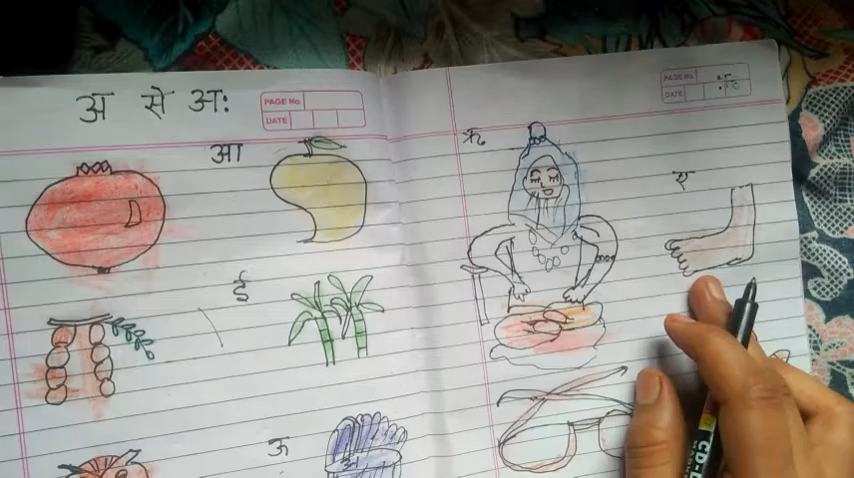 अ से अः
PAGE No.
DATE
PAGE No.
DATE
आ
ऋ
ए
ई
ऊ